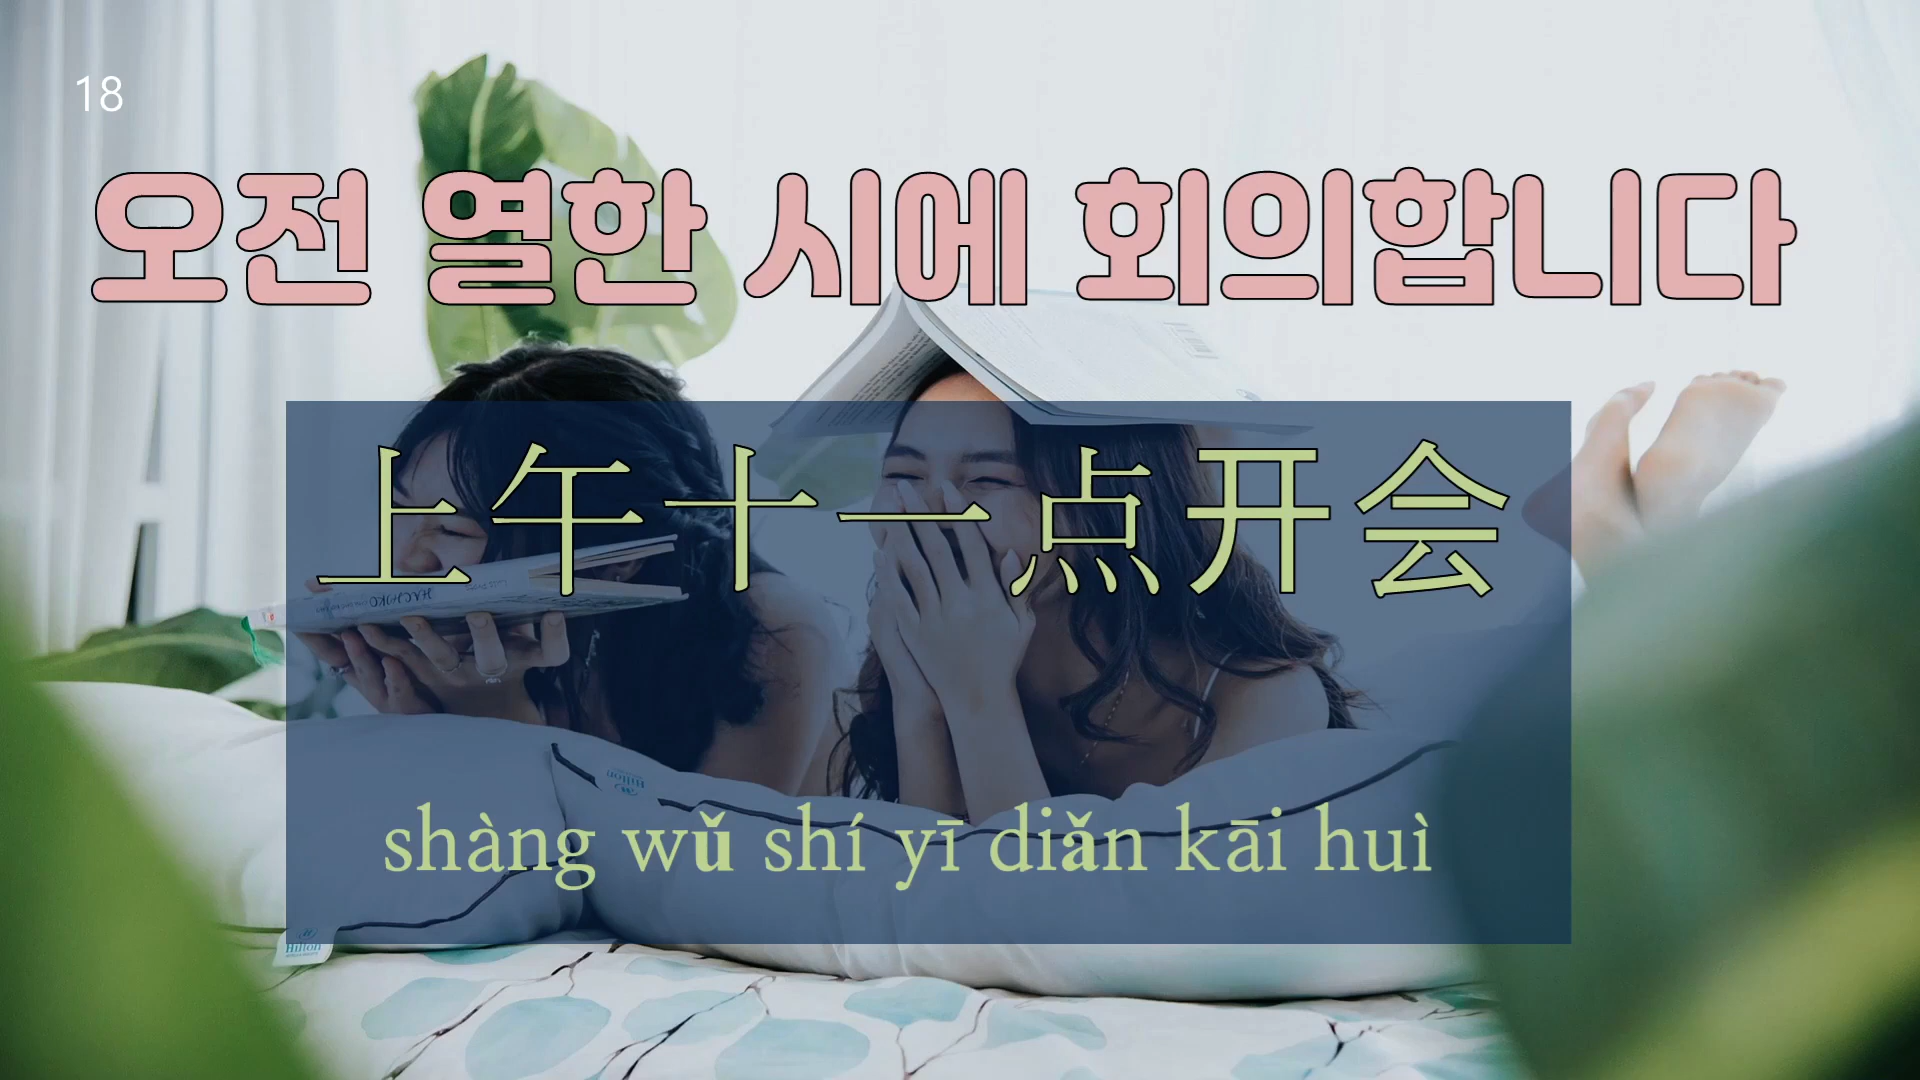 18
오전 열한 시에 회의합니다
上午十一点开会
shàng wǔ shí yī diǎn kāi huì
Hilton